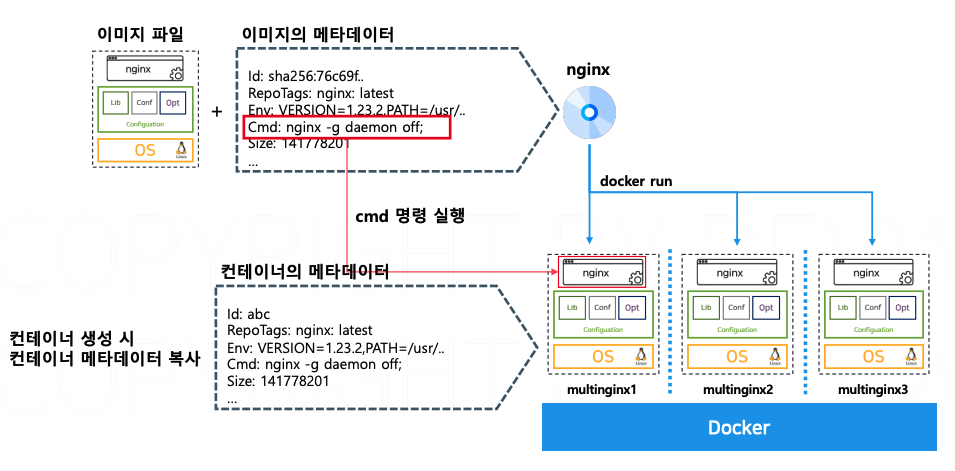 이미지 파일
이미지의 메타데이터
nginx
Lib Conf Opt
Configuation
OS
Linux
+
Id: sha256:76c69f..
RepoTags: nginx: latest
Env: VERSION=1.23.2.PATH=/usr/..
Cmd: nginx -g daemon off;
Size: 141778201
...
nginx
docker run
cmd 명령 실행
컨테이너의 메타데이터
컨테이너 생성 시
컨테이너 메타데이터 복사
Id: abc
RepoTags: nginx: latest
Env: VERSION=1.23.2,PATH=/usr/..
Cmd: nginx -g daemon off;
Size: 141778201
...
nginx
Lib Conf Opt
Configuation
OS
Linux
multinginx1
nginx
Lib Conf Opt
Configuation
OS
Linux
multinginx2
nginx
Lib Conf Opt
Configuation
OS
Linux
multinginx3
Docker